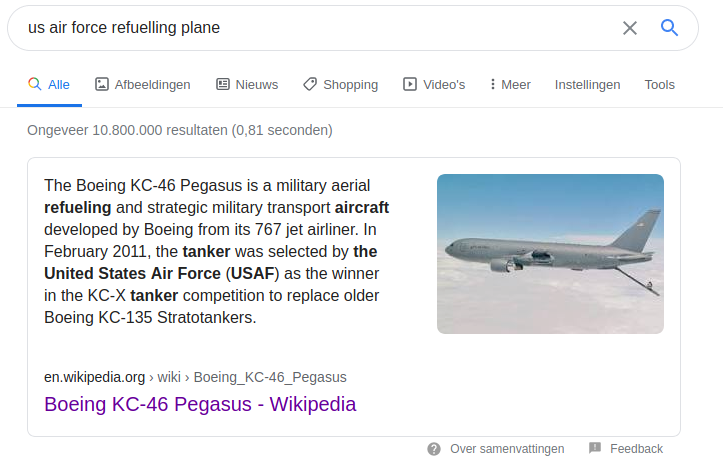 us air force refuelling plane
Alle Afbeeldingen Nieuws Shopping Video's Meer Instellingen Tools
Ongeveer 10.800.000 resultaten (0,81 seconden)
The Boeing KC-46 Pegasus is a military aerial
refueling and strategic military transport aircraft
developed by Boeing from its 767 jet airliner. In
February 2011, the tanker was selected by the
United States Air Force (USAF) as the winner
in the KC-X tanker competition to replace older
Boeing KC-135 Stratotankers.
en.wikipedia.org › wiki › Boeing_KC-46_Pegasus
Boeing KC-46 Pegasus - Wikipedia
Over samenvattingen Feedback